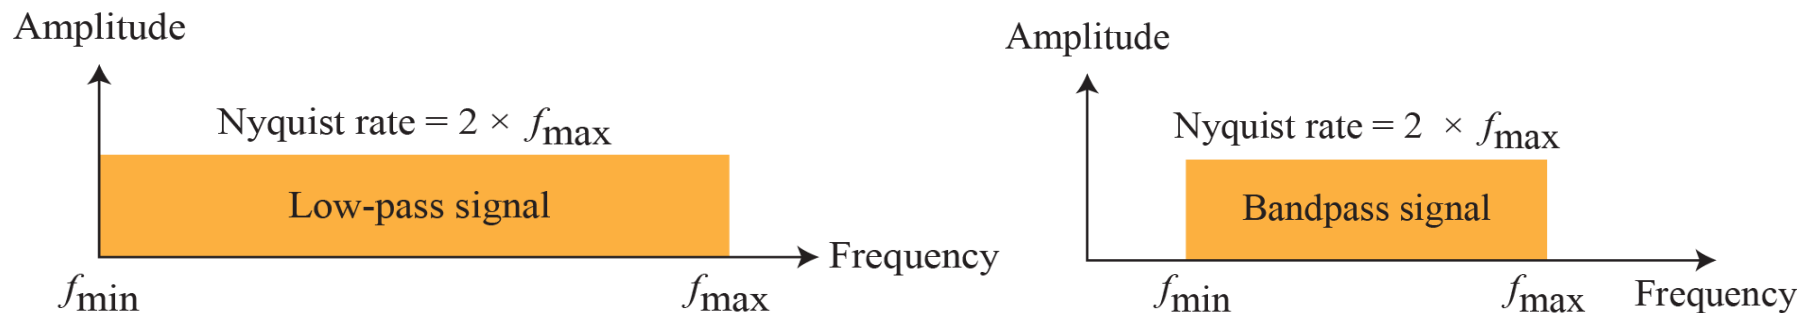 Amplitude
Nyquist rate = 2 × fmax
Low-pass signal
Frequency
fmin
fmax
Amplitude
Nyquist rate = 2 × fmax
Bandpass signal
fmin
fmax
Frequency